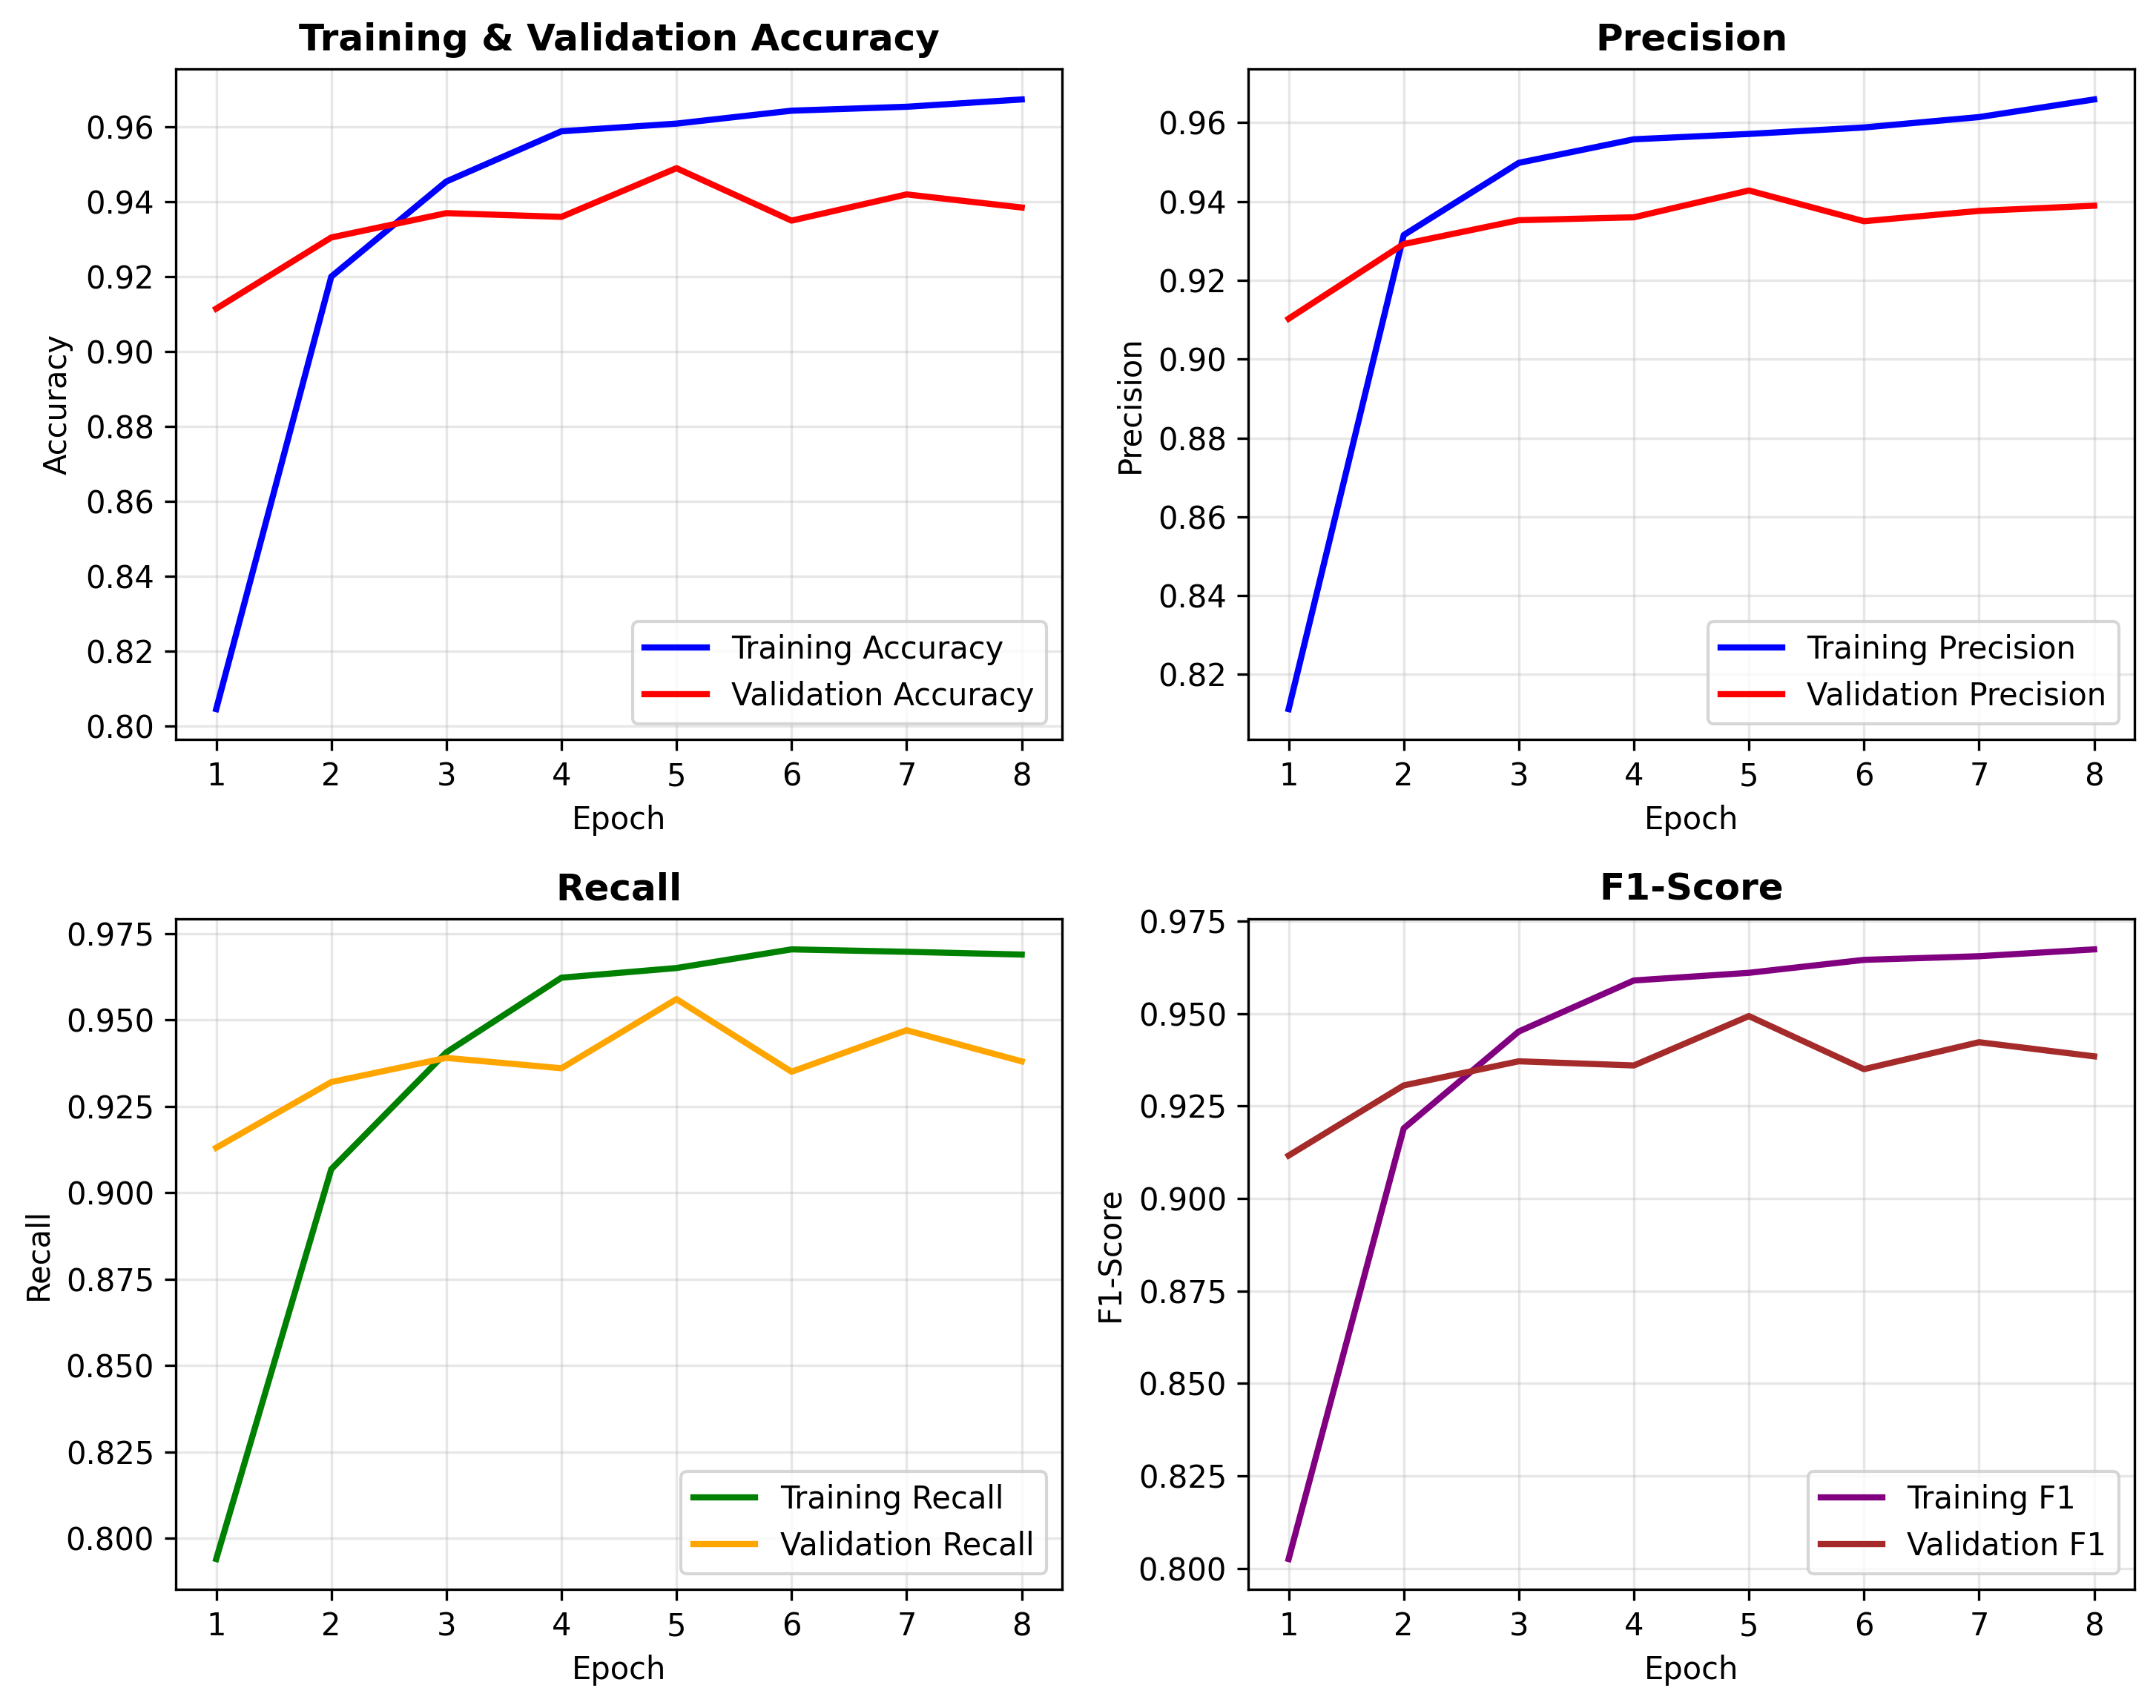 Training & Validation Accuracy
Accuracy
0.96
0.94
0.92
0.90
0.88
0.86
0.84
0.82
0.80
Training Accuracy
Validation Accuracy
1 2 3 4 5 6 7 8
Epoch
Precision
Precision
0.96
0.94
0.92
0.90
0.88
0.86
0.84
0.82
Training Precision
Validation Precision
1 2 3 4 5 6 7 8
Epoch
Recall
Recall
0.975
0.950
0.925
0.900
0.875
0.850
0.825
0.800
Training Recall
Validation Recall
1 2 3 4 5 6 7 8
Epoch
F1-Score
F1-Score
0.975
0.950
0.925
0.900
0.875
0.850
0.825
0.800
Training F1
Validation F1
1 2 3 4 5 6 7 8
Epoch